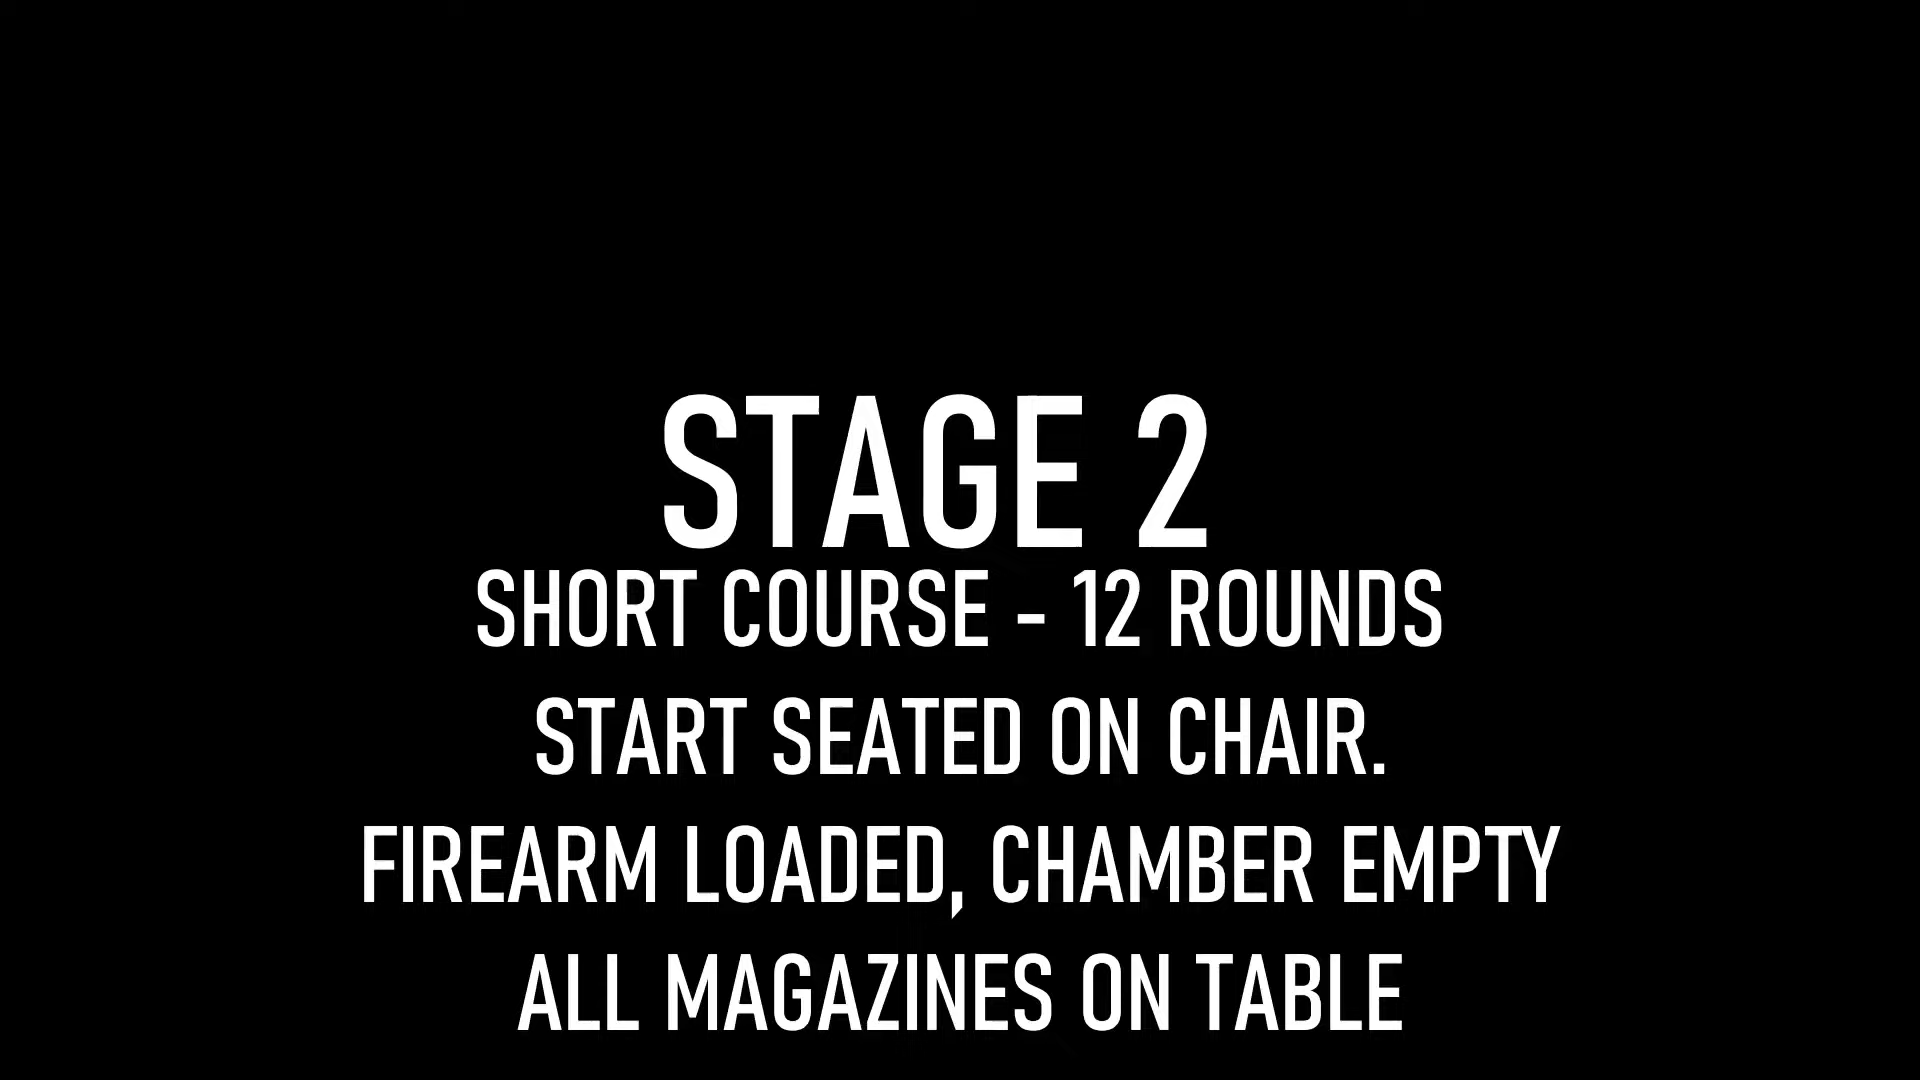 STAGE 2
SHORT COURSE - 12 ROUNDS
START SEATED ON CHAIR.
FIREARM LOADED, CHAMBER EMPTY
ALL MAGAZINES ON TABLE